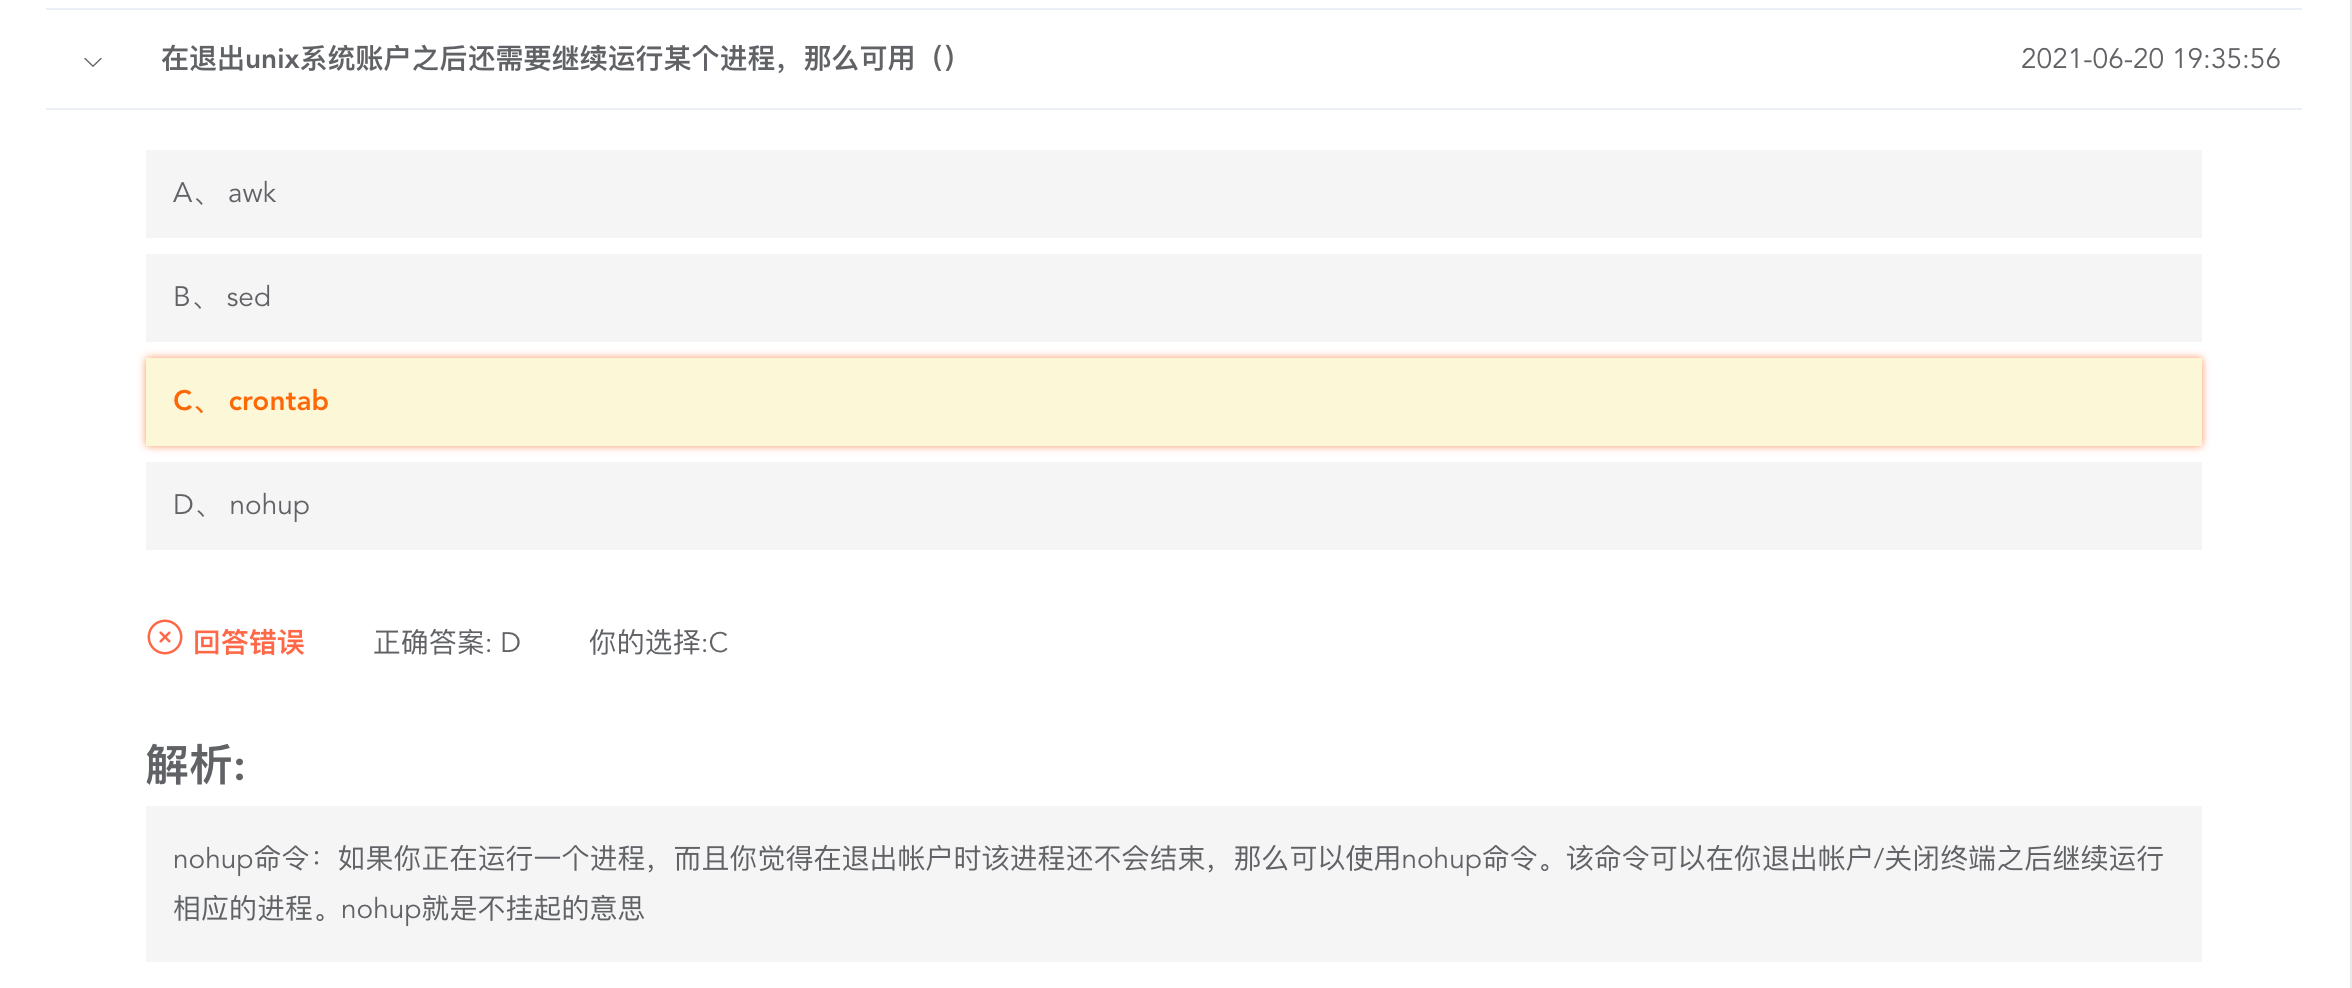 在退出unix系统账户之后还需要继续运行某个进程，那么可用（）
2021-06-20 19:35:56
A、 awk
B、 sed
C、 crontab
D、 nohup
回答错误 正确答案: D 你的选择:C
解析:
nohup命令：如果你正在运行一个进程，而且你觉得在退出帐户时该进程还不会结束，那么可以使用nohup命令。该命令可以在你退出帐户/关闭终端之后继续运行
相应的进程。nohup就是不挂起的意思